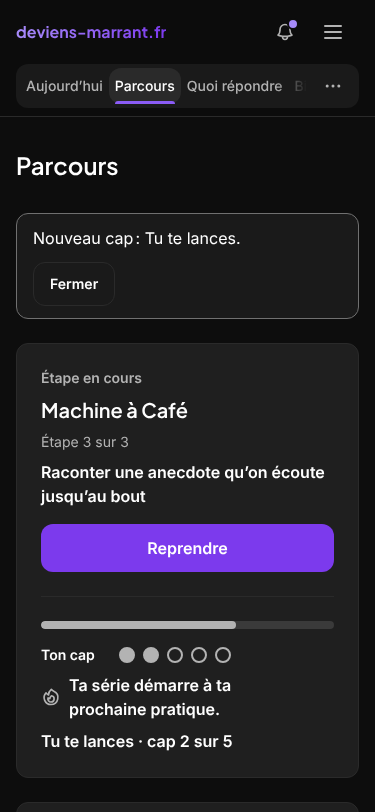 deviens-marrant.fr
Aujourd’hui Parcours Quoi répondre
Parcours
Nouveau cap : Tu te lances.
Fermer
Étape en cours
Machine à Café
Étape 3 sur 3
Raconter une anecdote qu’on écoute
jusqu’au bout
Reprendre
Ton cap
Ta série démarre à ta
prochaine pratique.
Tu te lances · cap 2 sur 5